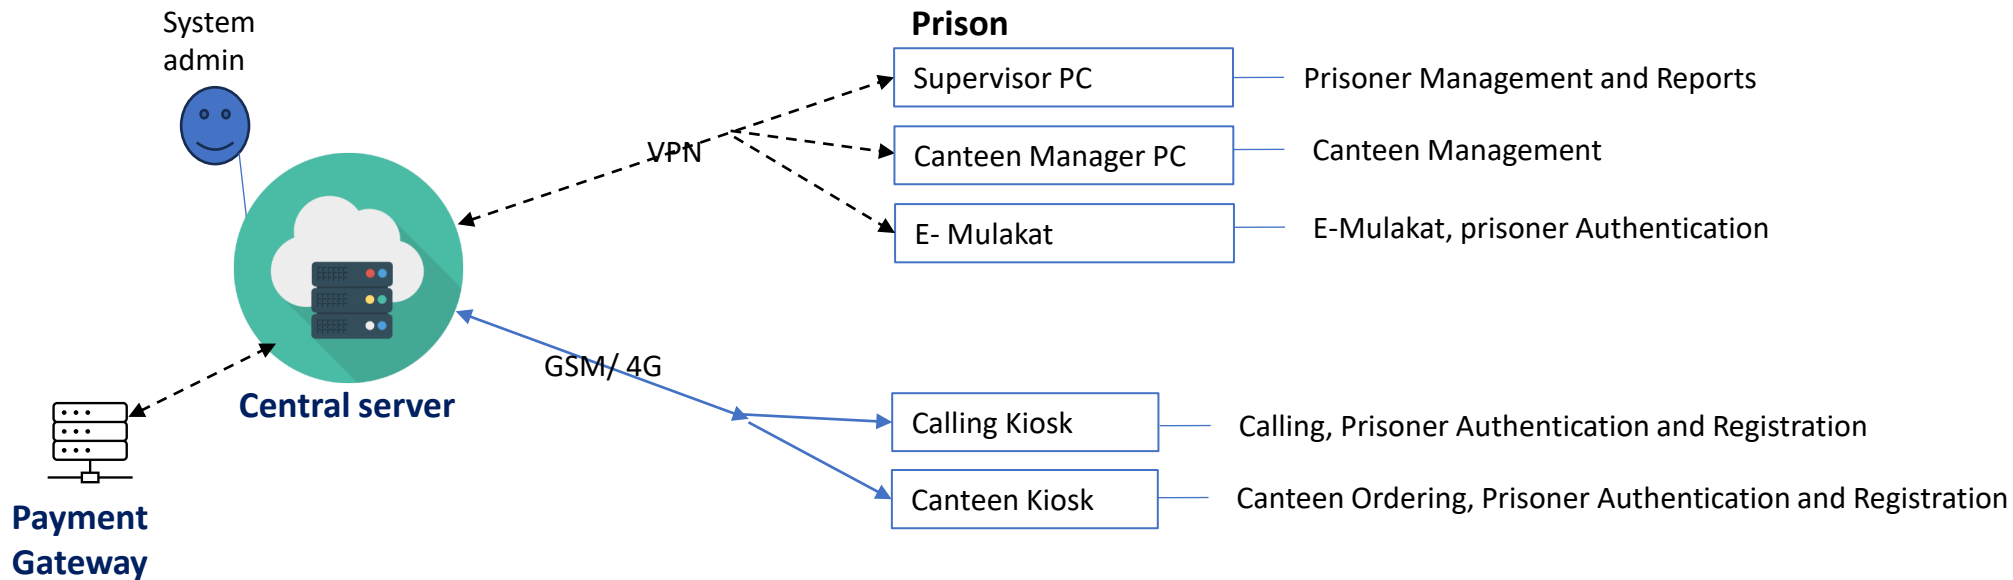 System
admin
Prison
Supervisor PC
Prisoner Management and Reports
VPN
Canteen Manager PC
Canteen Management
E- Mulakat
E-Mulakat, prisoner Authentication
GSM/ 4G
Central server
Calling Kiosk
Calling, Prisoner Authentication and Registration
Canteen Kiosk
Canteen Ordering, Prisoner Authentication and Registration
Payment
Gateway